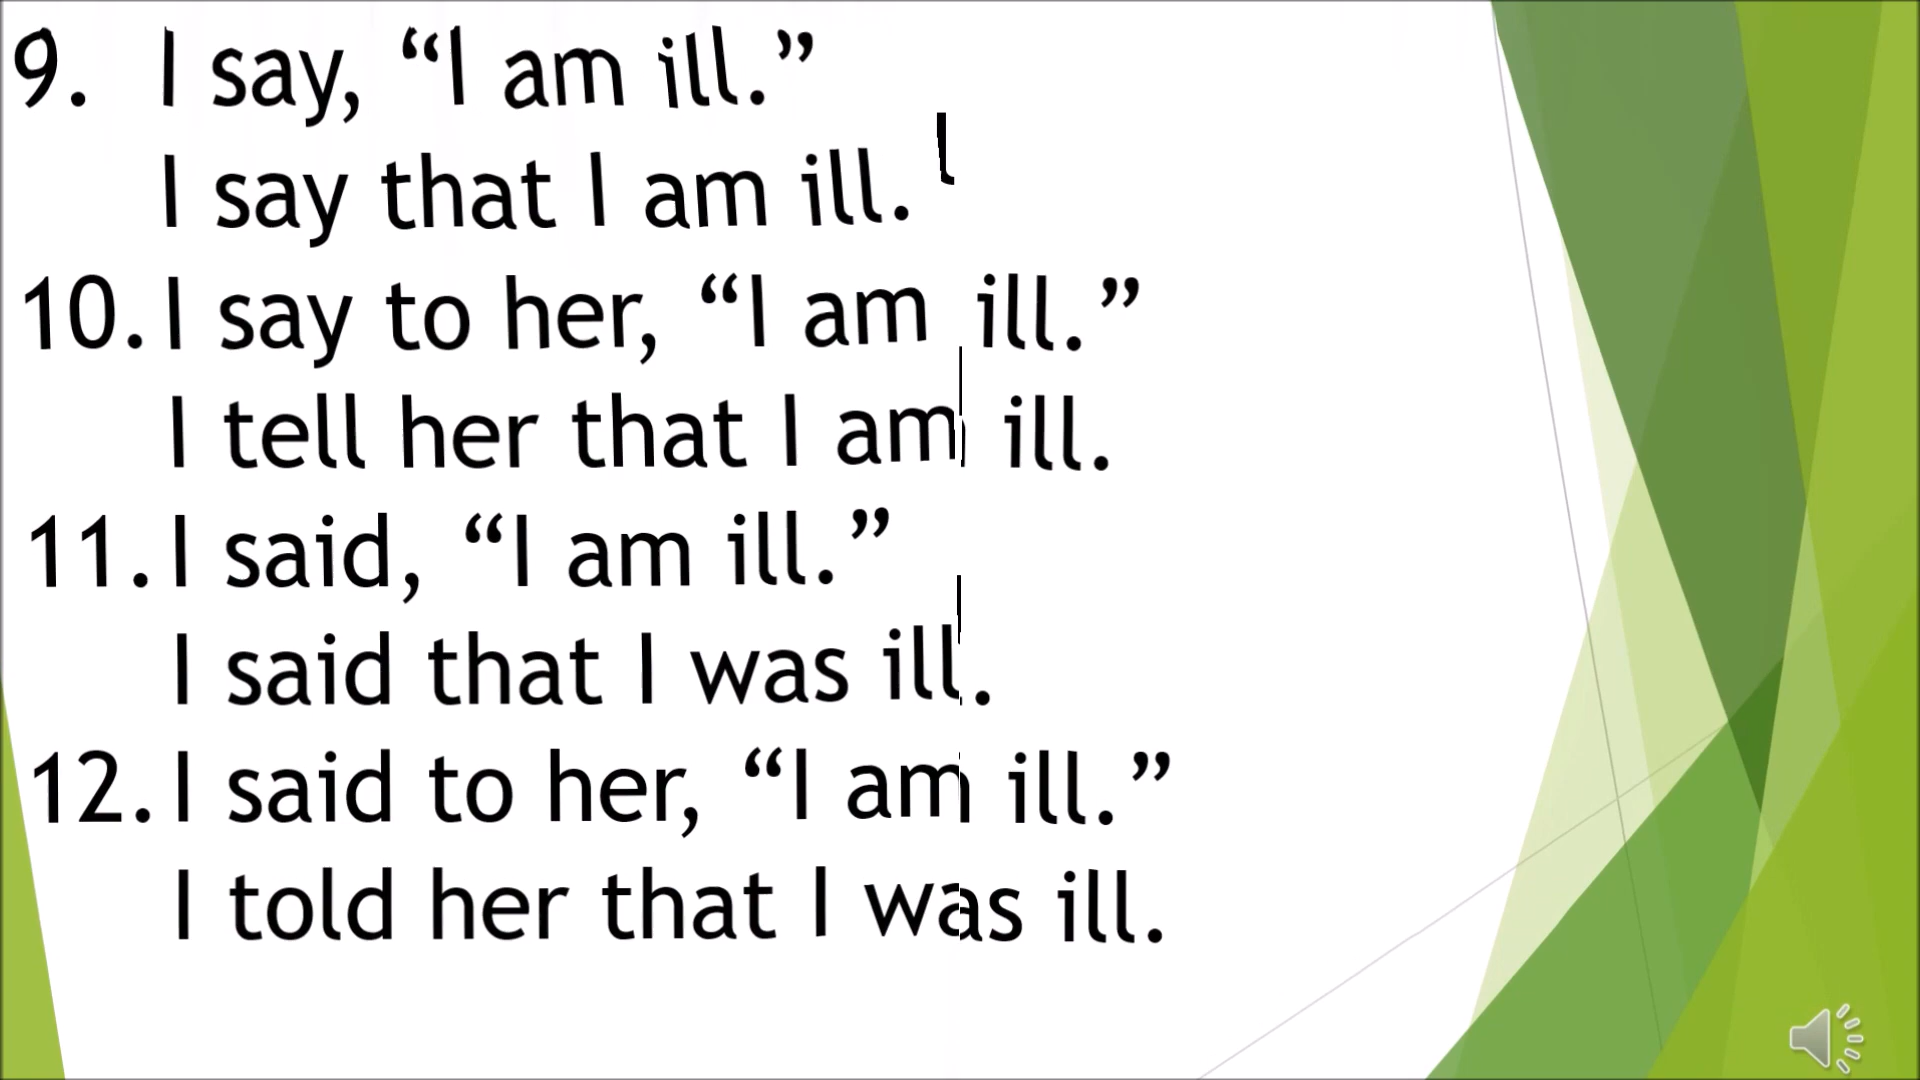 9. I say, “I am ill.”
I say that I am ill.
10. I say to her, “I am ill.”
I tell her that I am ill.
11. I said, “I am ill.”
I said that I was ill.
12. I said to her, “I am ill.”
I told her that I was ill.